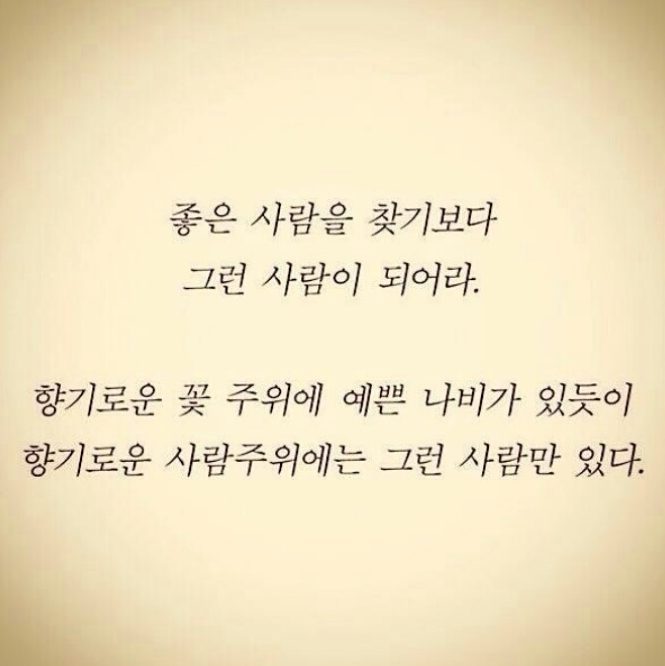 좋은 사람을 찾기보다
그런 사람이 되어라.
향기로운 꽃 주위에 예쁜 나비가 있듯이
향기로운 사람주위에는 그런 사람만 있다.